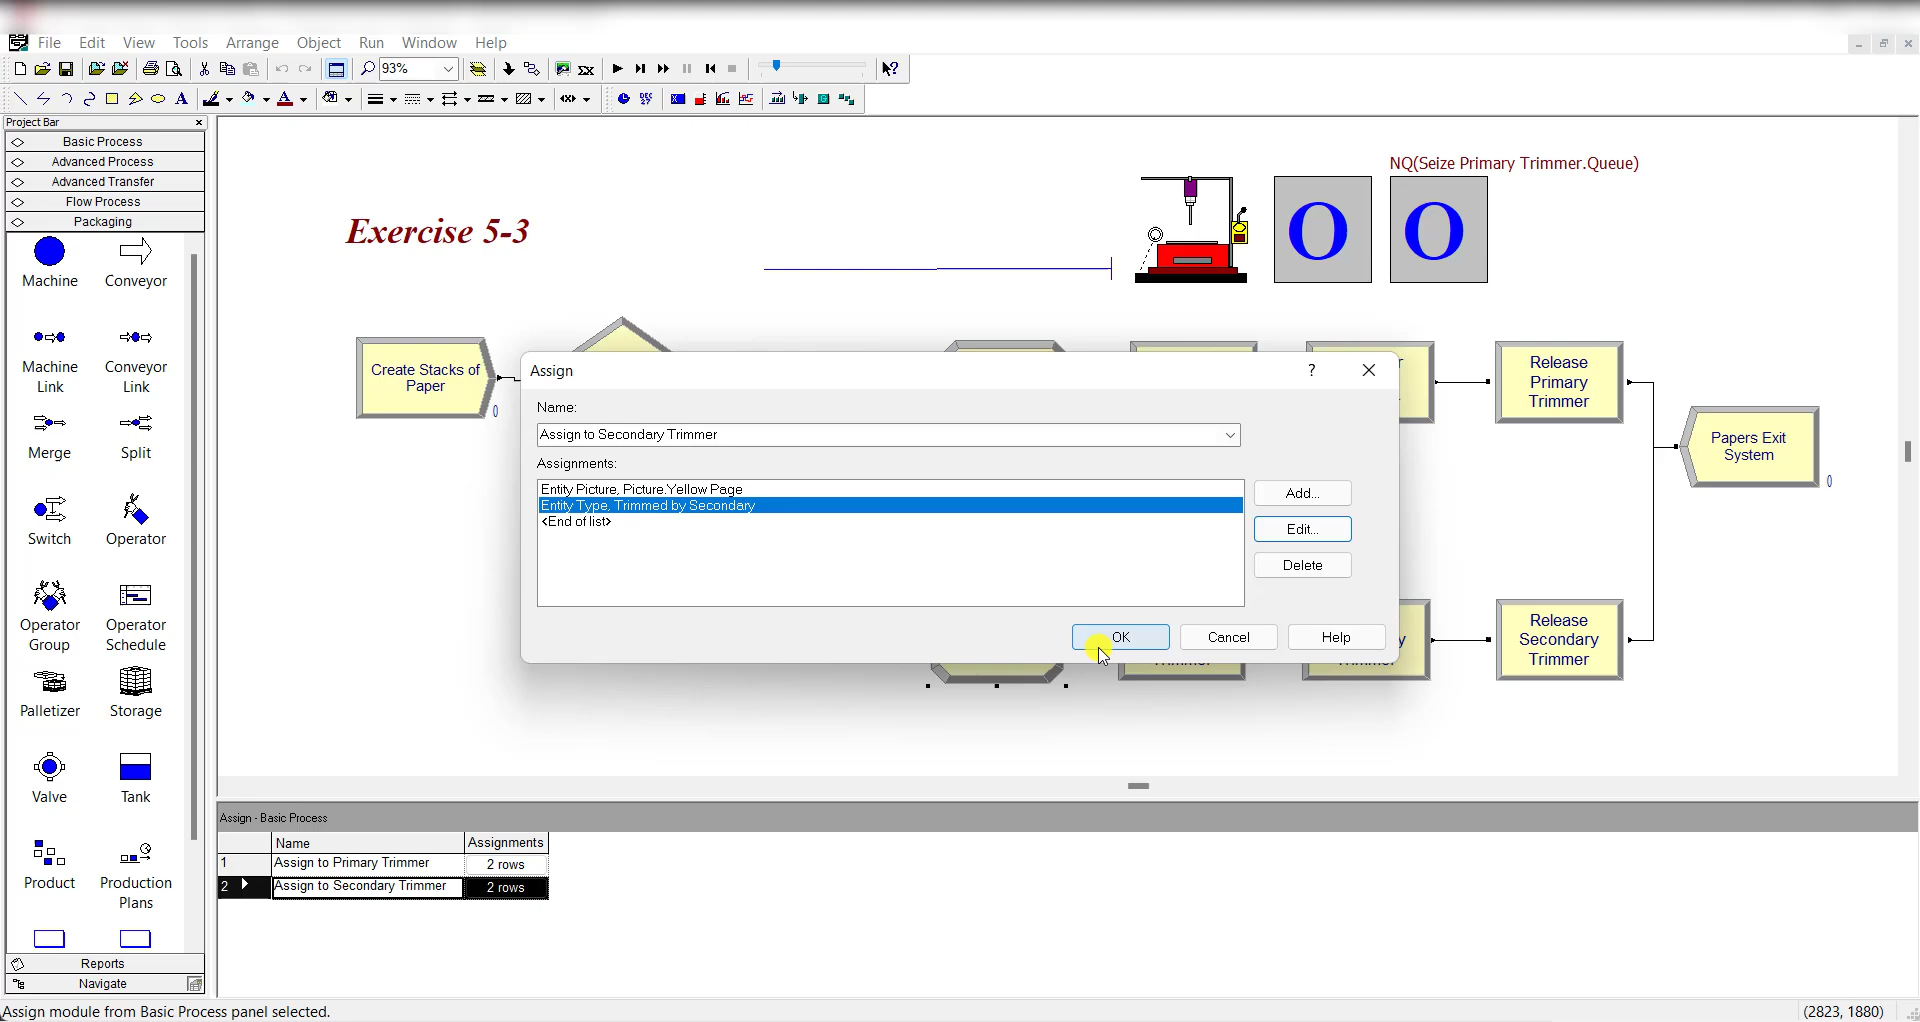 File Edit View Tools Arrange Object Run Window Help
93%
Project Bar
Basic Process
Advanced Process
Advanced Transfer
Flow Process
Packaging
Machine Conveyor
Machine Link
Conveyor Link
Merge Split
Switch Operator
Operator Group
Operator Schedule
Palletizer Storage
Valve Tank
Product
Production Plans
Reports
Navigate
NQ(Seize Primary Trimmer.Queue)
Exercise 5-3
0 0
Create Stacks of
Paper
0
Release
Primary
Trimmer
Papers Exit
System
0
Release
Secondary
Trimmer
Assign
Name:
Assign to Secondary Trimmer
Assignments:
Entity Picture, Picture.Yellow Page
Entity Type, Trimmed by Secondary
<End of list>
Add...
Edit...
Delete
OK Cancel Help
Assign - Basic Process
Name Assignments
1 Assign to Primary Trimmer 2 rows
2 Assign to Secondary Trimmer 2 rows
Assign module from Basic Process panel selected.
(2823, 1880)